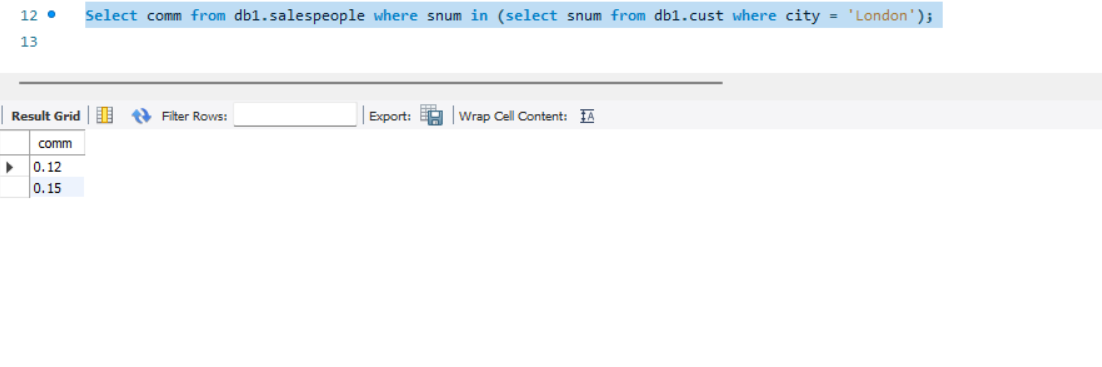 12 Select comm from db1.salespeople where snum in (select snum from db1.cust where city = 'London');
13
Result Grid Filter Rows: Export: Wrap Cell Content: IA
comm
0.12
0.15